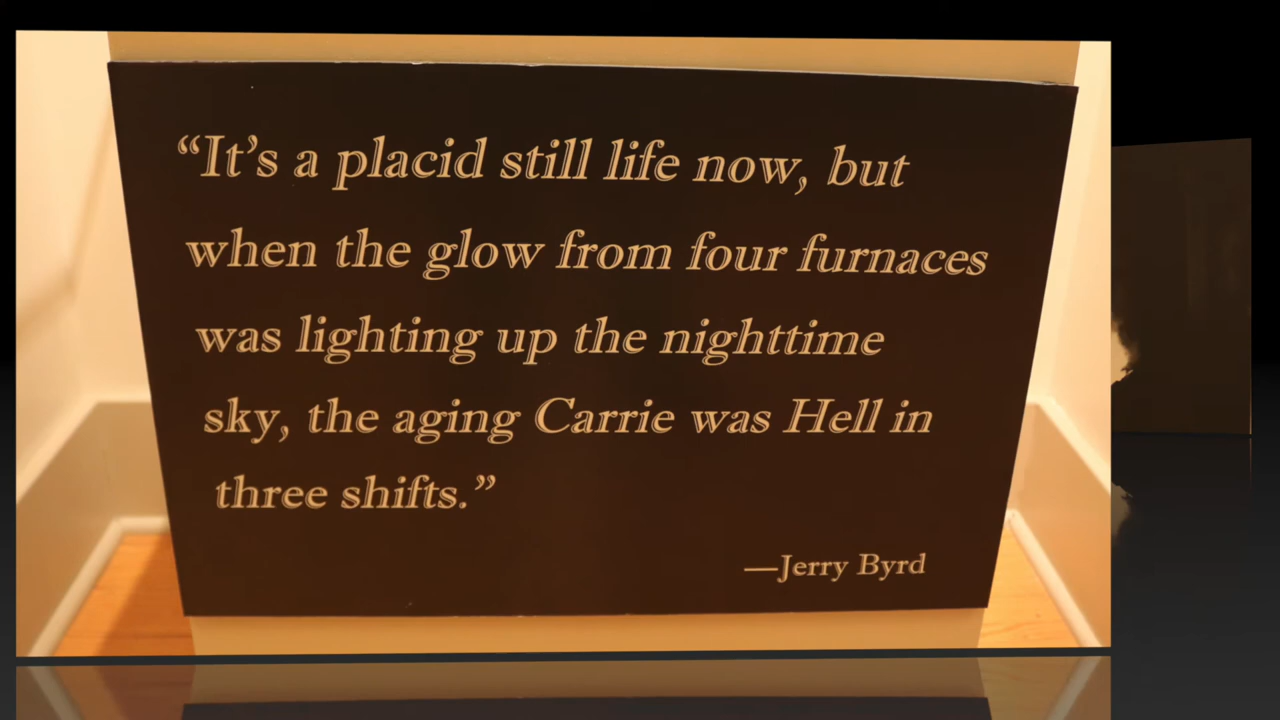 “It’s a placid still life now, but
when the glow from four furnaces
was lighting up the nighttime
sky, the aging Carrie was Hell in
three shifts.”
—Jerry Byrd